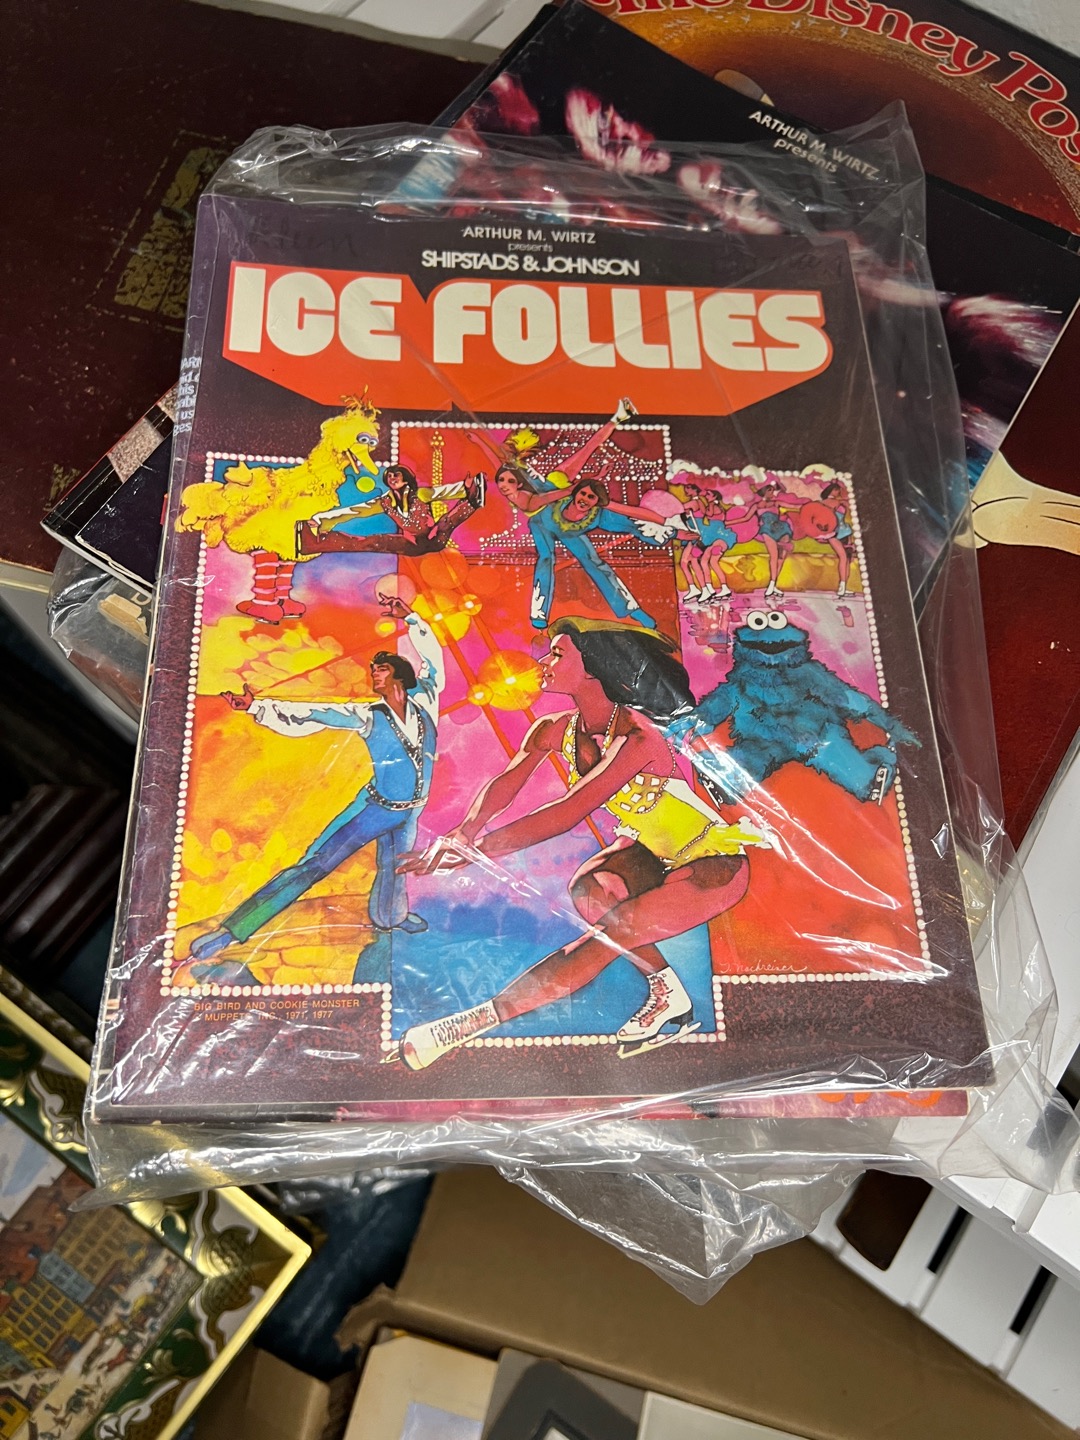 Disney Pos
ARTHUR M. WIRTZ
presents
ARTHUR M. WIRTZ
presents
SHIPSTADS & JOHNSON
ICE FOLLIES
J. Nachreiner
BIG BIRD AND COOKIE MONSTER
MUPPETS, INC. 1971, 1977